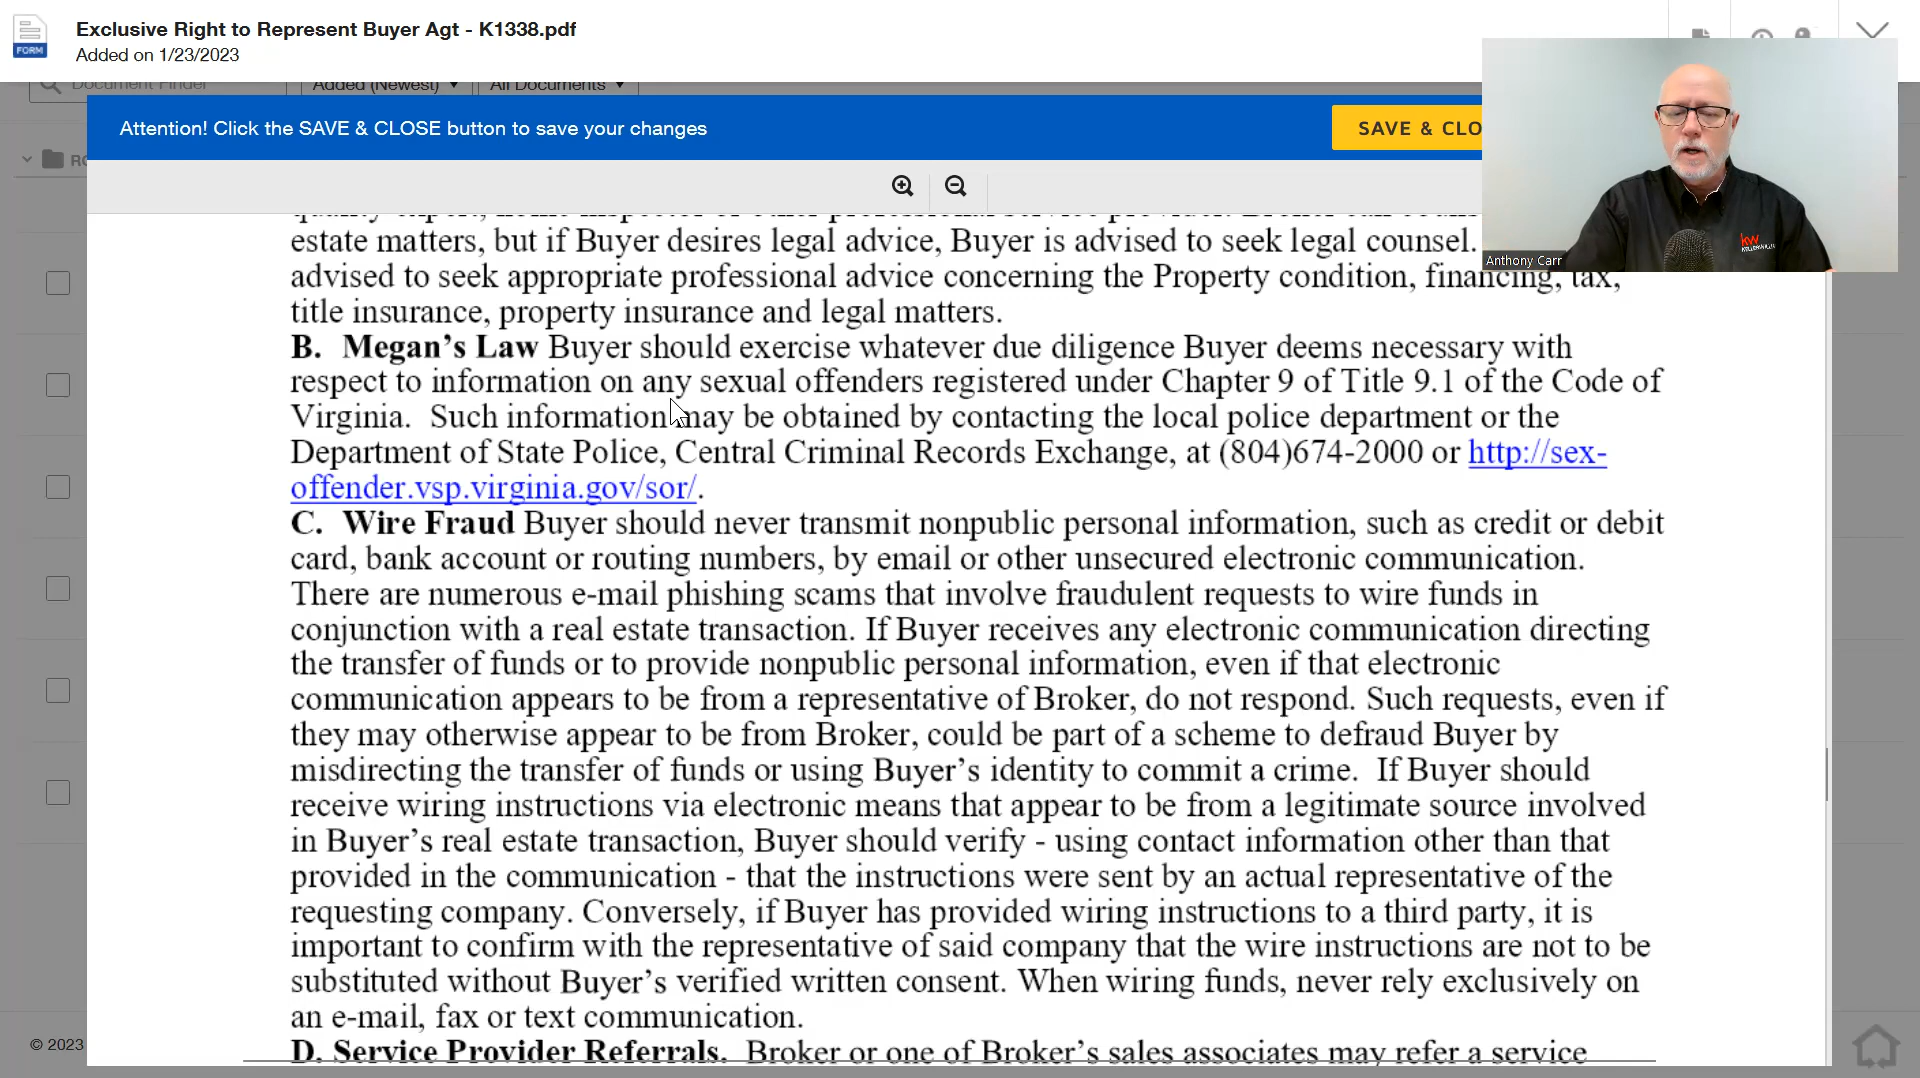 Exclusive Right to Represent Buyer Agt - K1338.pdf
Added on 1/23/2023
FORM
Document Finder
Added (Newest)
All Documents
Attention! Click the SAVE & CLOSE button to save your changes
SAVE & CLO
kw
Anthony Carr
estate matters, but if Buyer desires legal advice, Buyer is advised to seek legal counsel.
advised to seek appropriate professional advice concerning the Property condition, financing, tax,
title insurance, property insurance and legal matters.
B. Megan’s Law Buyer should exercise whatever due diligence Buyer deems necessary with
respect to information on any sexual offenders registered under Chapter 9 of Title 9.1 of the Code of
Virginia. Such information may be obtained by contacting the local police department or the
Department of State Police, Central Criminal Records Exchange, at (804)674-2000 or http://sex-
offender.vsp.virginia.gov/sor/.
C. Wire Fraud Buyer should never transmit nonpublic personal information, such as credit or debit
card, bank account or routing numbers, by email or other unsecured electronic communication.
There are numerous e-mail phishing scams that involve fraudulent requests to wire funds in
conjunction with a real estate transaction. If Buyer receives any electronic communication directing
the transfer of funds or to provide nonpublic personal information, even if that electronic
communication appears to be from a representative of Broker, do not respond. Such requests, even if
they may otherwise appear to be from Broker, could be part of a scheme to defraud Buyer by
misdirecting the transfer of funds or using Buyer’s identity to commit a crime. If Buyer should
receive wiring instructions via electronic means that appear to be from a legitimate source involved
in Buyer’s real estate transaction, Buyer should verify - using contact information other than that
provided in the communication - that the instructions were sent by an actual representative of the
requesting company. Conversely, if Buyer has provided wiring instructions to a third party, it is
important to confirm with the representative of said company that the wire instructions are not to be
substituted without Buyer’s verified written consent. When wiring funds, never rely exclusively on
an e-mail, fax or text communication.
D. Service Provider Referrals. Broker or one of Broker’s sales associates may refer a service
© 2023